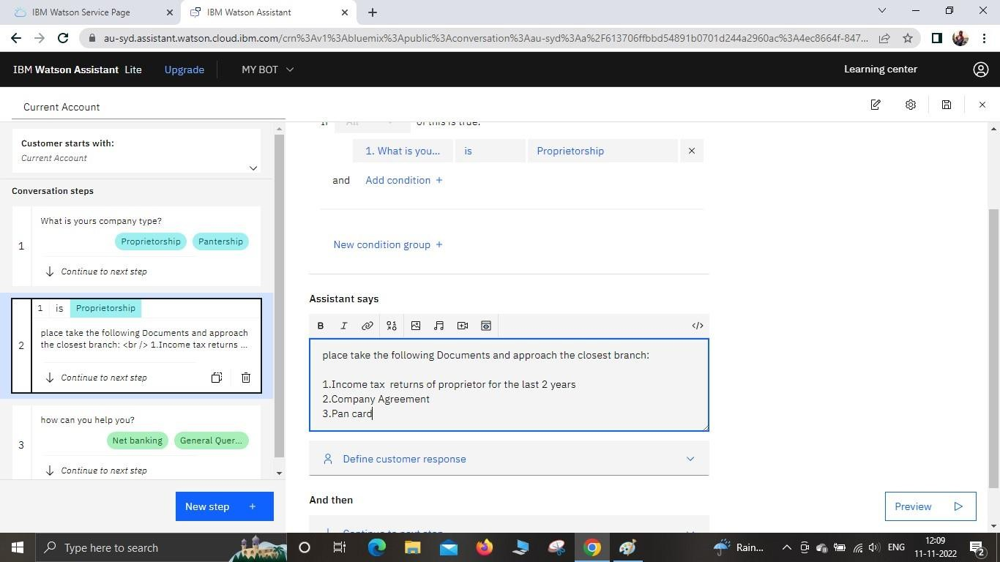 IBM Watson Service Page
IBM Watson Assistant
au-syd.assistant.watson.cloud.ibm.com/crn%3Av1%3Abluemix%3Apublic%3Aconversation%3Aau-syd%3Aa%2F613706ffbbd54891b0701d244a2960ac%3A4ec8664f-847...
IBM Watson Assistant Lite Upgrade MY BOT Learning center
Current Account
Customer starts with:
Current Account
Conversation steps
1 What is yours company type?
Proprietorship Pantership
Continue to next step
1 is Proprietorship
2 place take the following Documents and approach
the closest branch: <br /> 1.Income tax returns ...
Continue to next step
3 how can you help you?
Net banking General Quer...
Continue to next step
New step +
If All of this is true:
1. What is you... is Proprietorship
and Add condition +
New condition group +
Assistant says
B I </>
place take the following Documents and approach the closest branch:
1.Income tax  returns of proprietor for the last 2 years
2.Company Agreement
3.Pan card
Define customer response
And then
Continue to next step
Preview
Type here to search
Rain...
ENG
12:09
11-11-2022
2